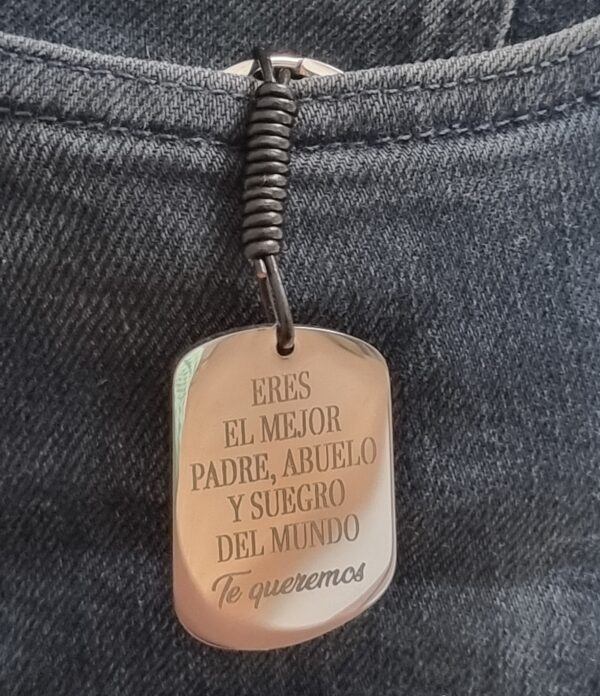 ERES
EL MEJOR
PADRE, ABUELO
Y SUEGRO
DEL MUNDO
Te queremos